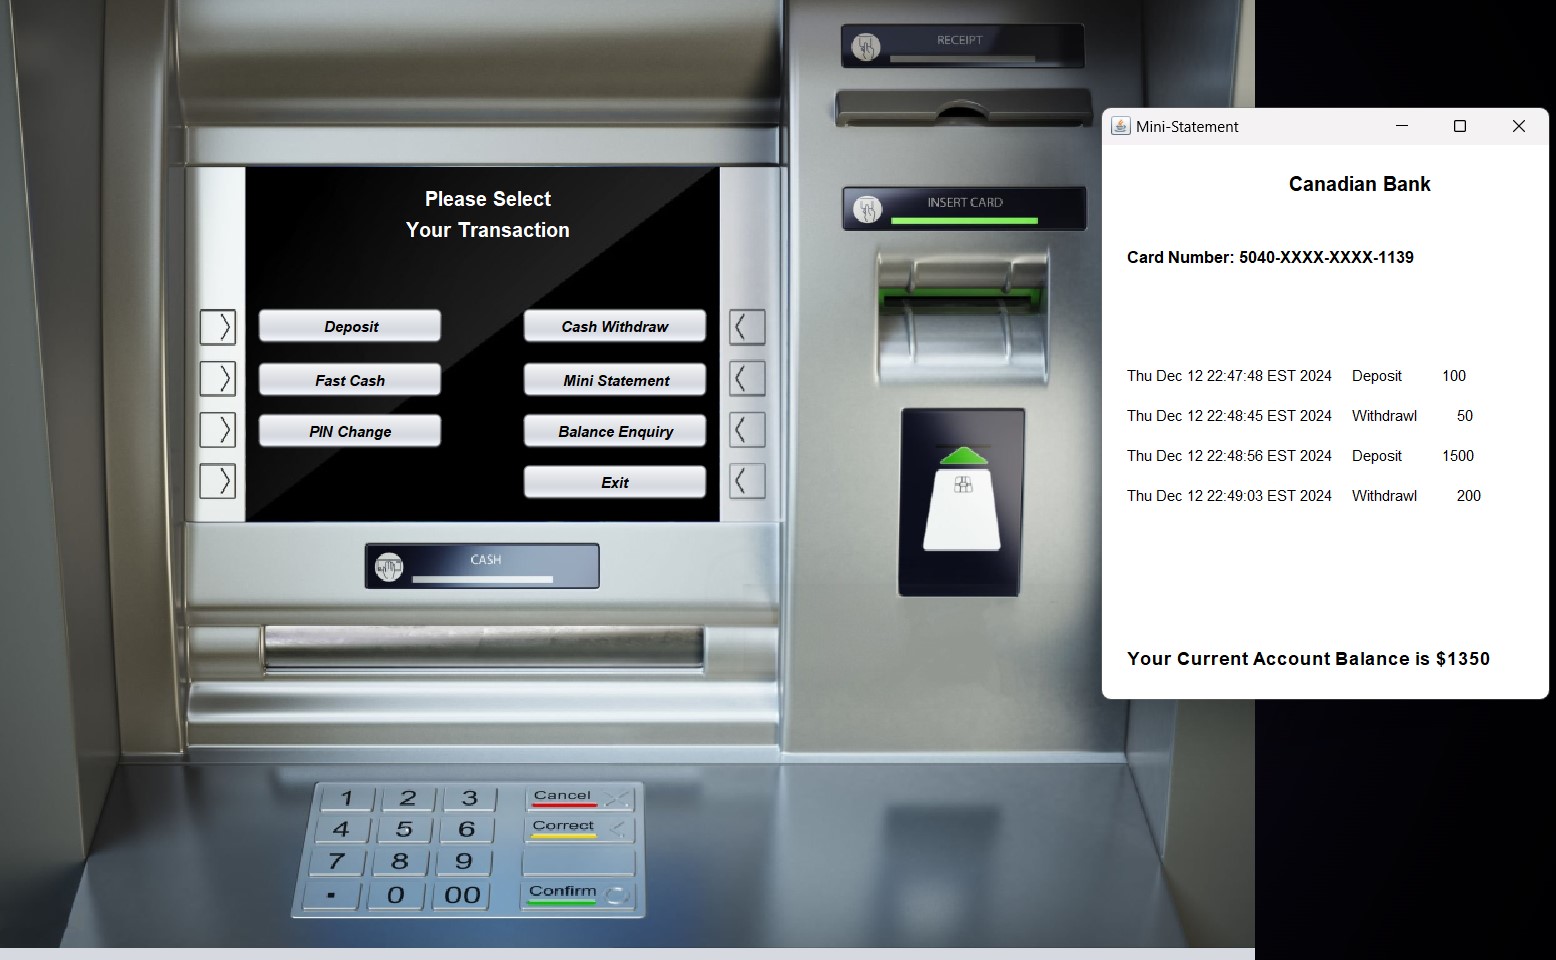 Please Select
Your Transaction
Deposit
Cash Withdraw
Fast Cash
Mini Statement
PIN Change
Balance Enquiry
Exit
CASH
1 2 3 Cancel
4 5 6 Correct
7 8 9
. 0 00 Confirm
RECEIPT
INSERT CARD
Mini-Statement
Canadian Bank
Card Number: 5040-XXXX-XXXX-1139
Thu Dec 12 22:47:48 EST 2024 Deposit 100
Thu Dec 12 22:48:45 EST 2024 Withdrawl 50
Thu Dec 12 22:48:56 EST 2024 Deposit 1500
Thu Dec 12 22:49:03 EST 2024 Withdrawl 200
Your Current Account Balance is $1350